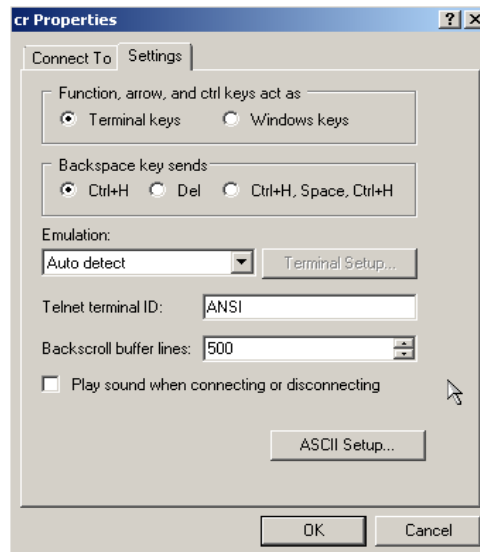 cr Properties
Connect To Settings
Function, arrow, and ctrl keys act as
Terminal keys Windows keys
Backspace key sends
Ctrl+H Del Ctrl+H, Space, Ctrl+H
Emulation:
Auto detect Terminal Setup...
Telnet terminal ID: ANSI
Backscroll buffer lines: 500
Play sound when connecting or disconnecting
ASCII Setup...
OK Cancel